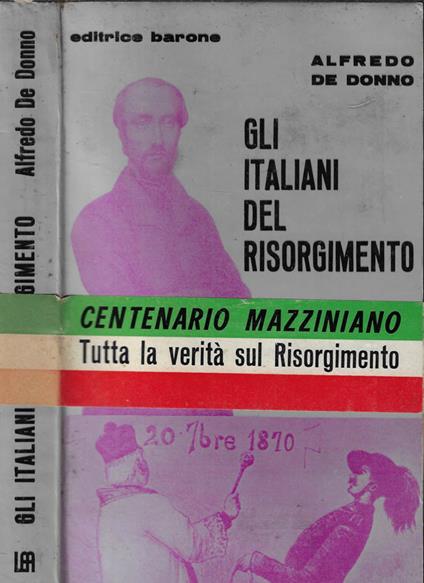 editrice barone
ALFREDO
DE DONNO
GLI
ITALIANI
DEL
RISORGIMENTO
CENTENARIO MAZZINIANO
Tutta la verità sul Risorgimento
20. 7bre 1870
GLI ITALIANI
GIMENTO Alfredo De Donno